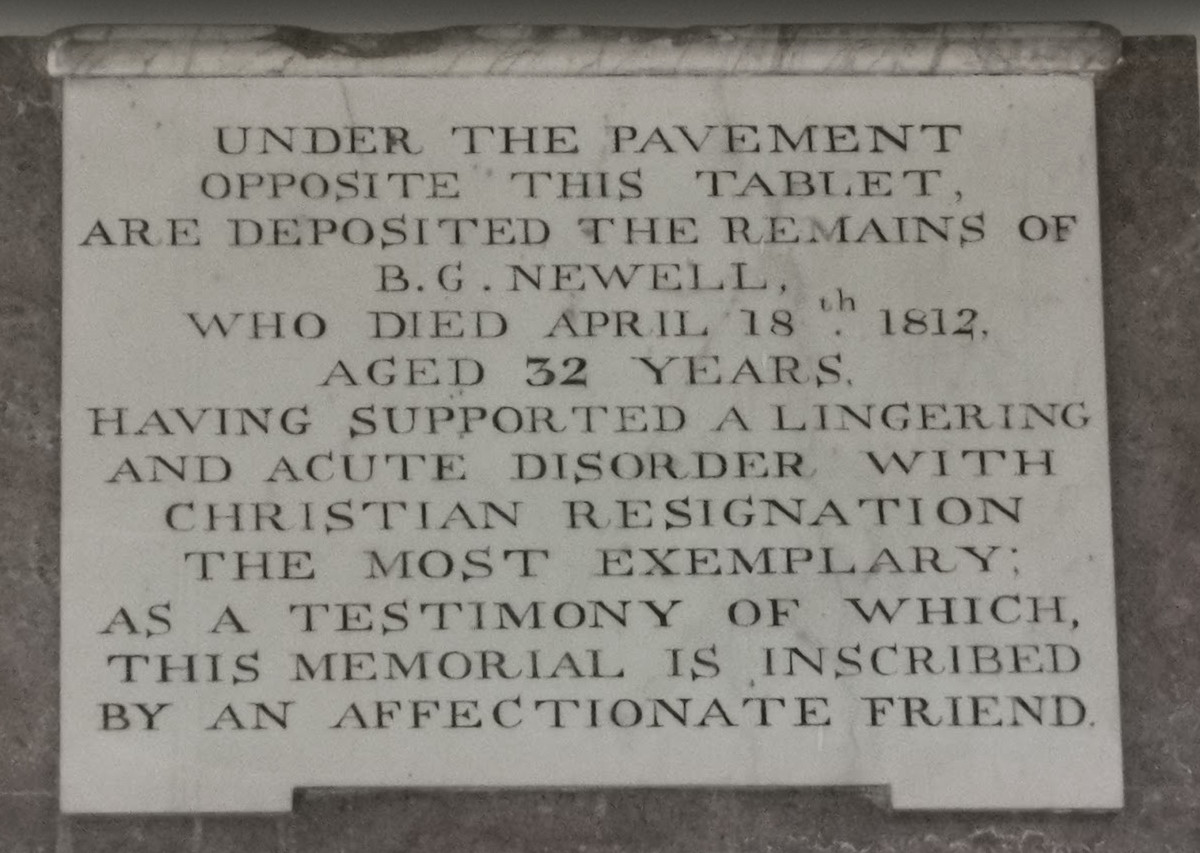 UNDER THE PAVEMENT
OPPOSITE THIS TABLET,
ARE DEPOSITED THE REMAINS OF
B. G. NEWELL,
WHO DIED APRIL 18th. 1812,
AGED 32 YEARS.
HAVING SUPPORTED A LINGERING
AND ACUTE DISORDER WITH
CHRISTIAN RESIGNATION
THE MOST EXEMPLARY;
AS A TESTIMONY OF WHICH,
THIS MEMORIAL IS INSCRIBED
BY AN AFFECTIONATE FRIEND.